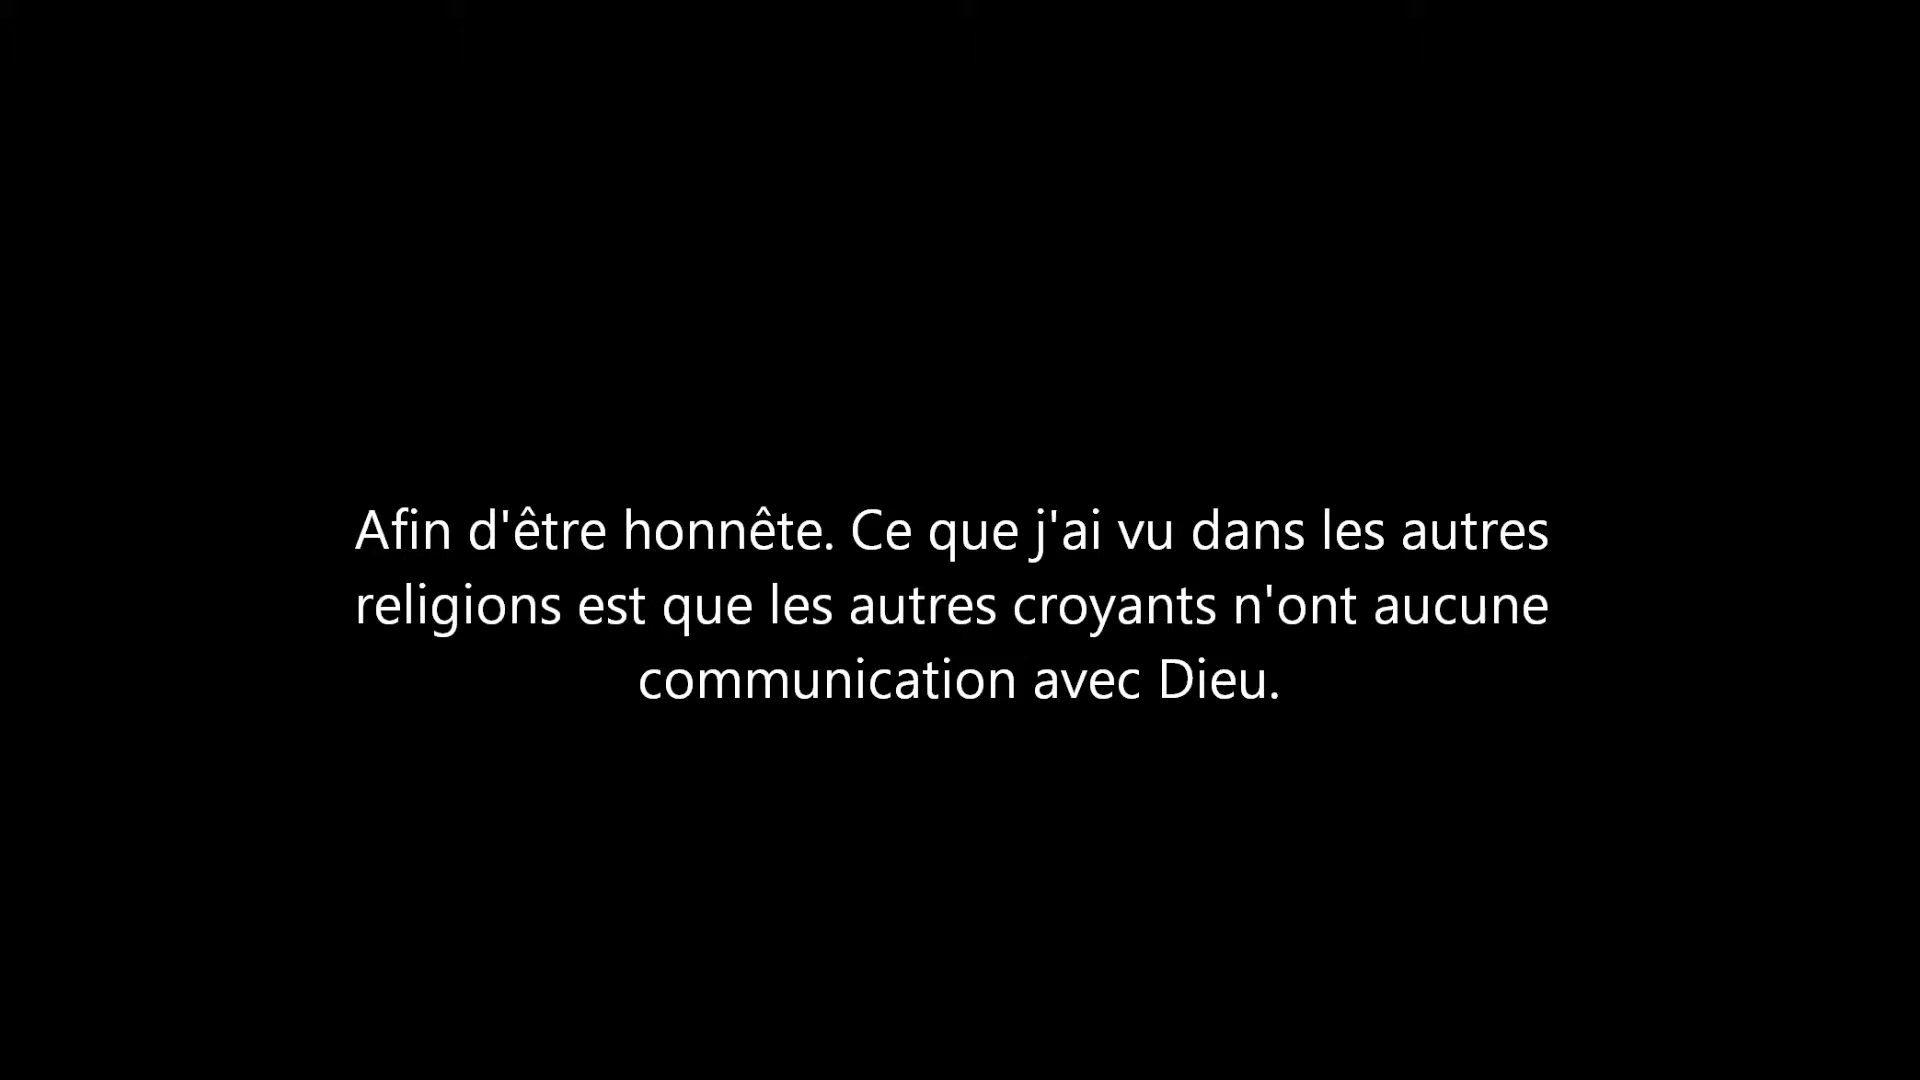 Afin d'être honnête. Ce que j'ai vu dans les autres
religions est que les autres croyants n'ont aucune
communication avec Dieu.